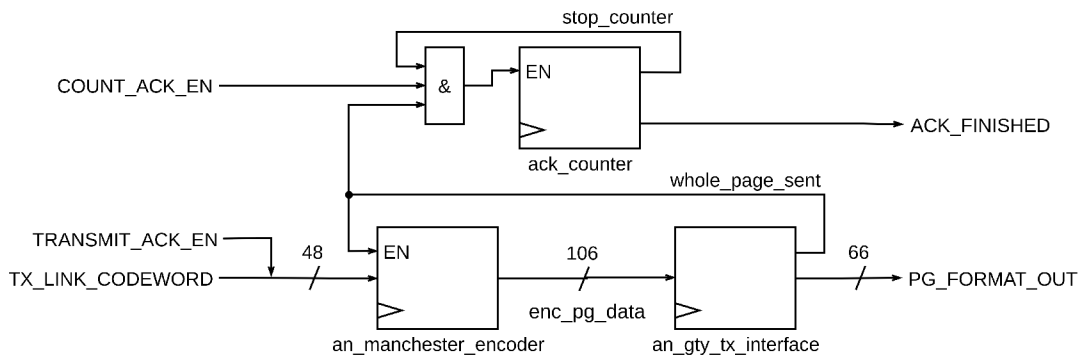 stop_counter
COUNT_ACK_EN
&
EN
ACK_FINISHED
ack_counter
whole_page_sent
TRANSMIT_ACK_EN
48
EN
106
66
TX_LINK_CODEWORD
PG_FORMAT_OUT
enc_pg_data
an_manchester_encoder
an_gty_tx_interface